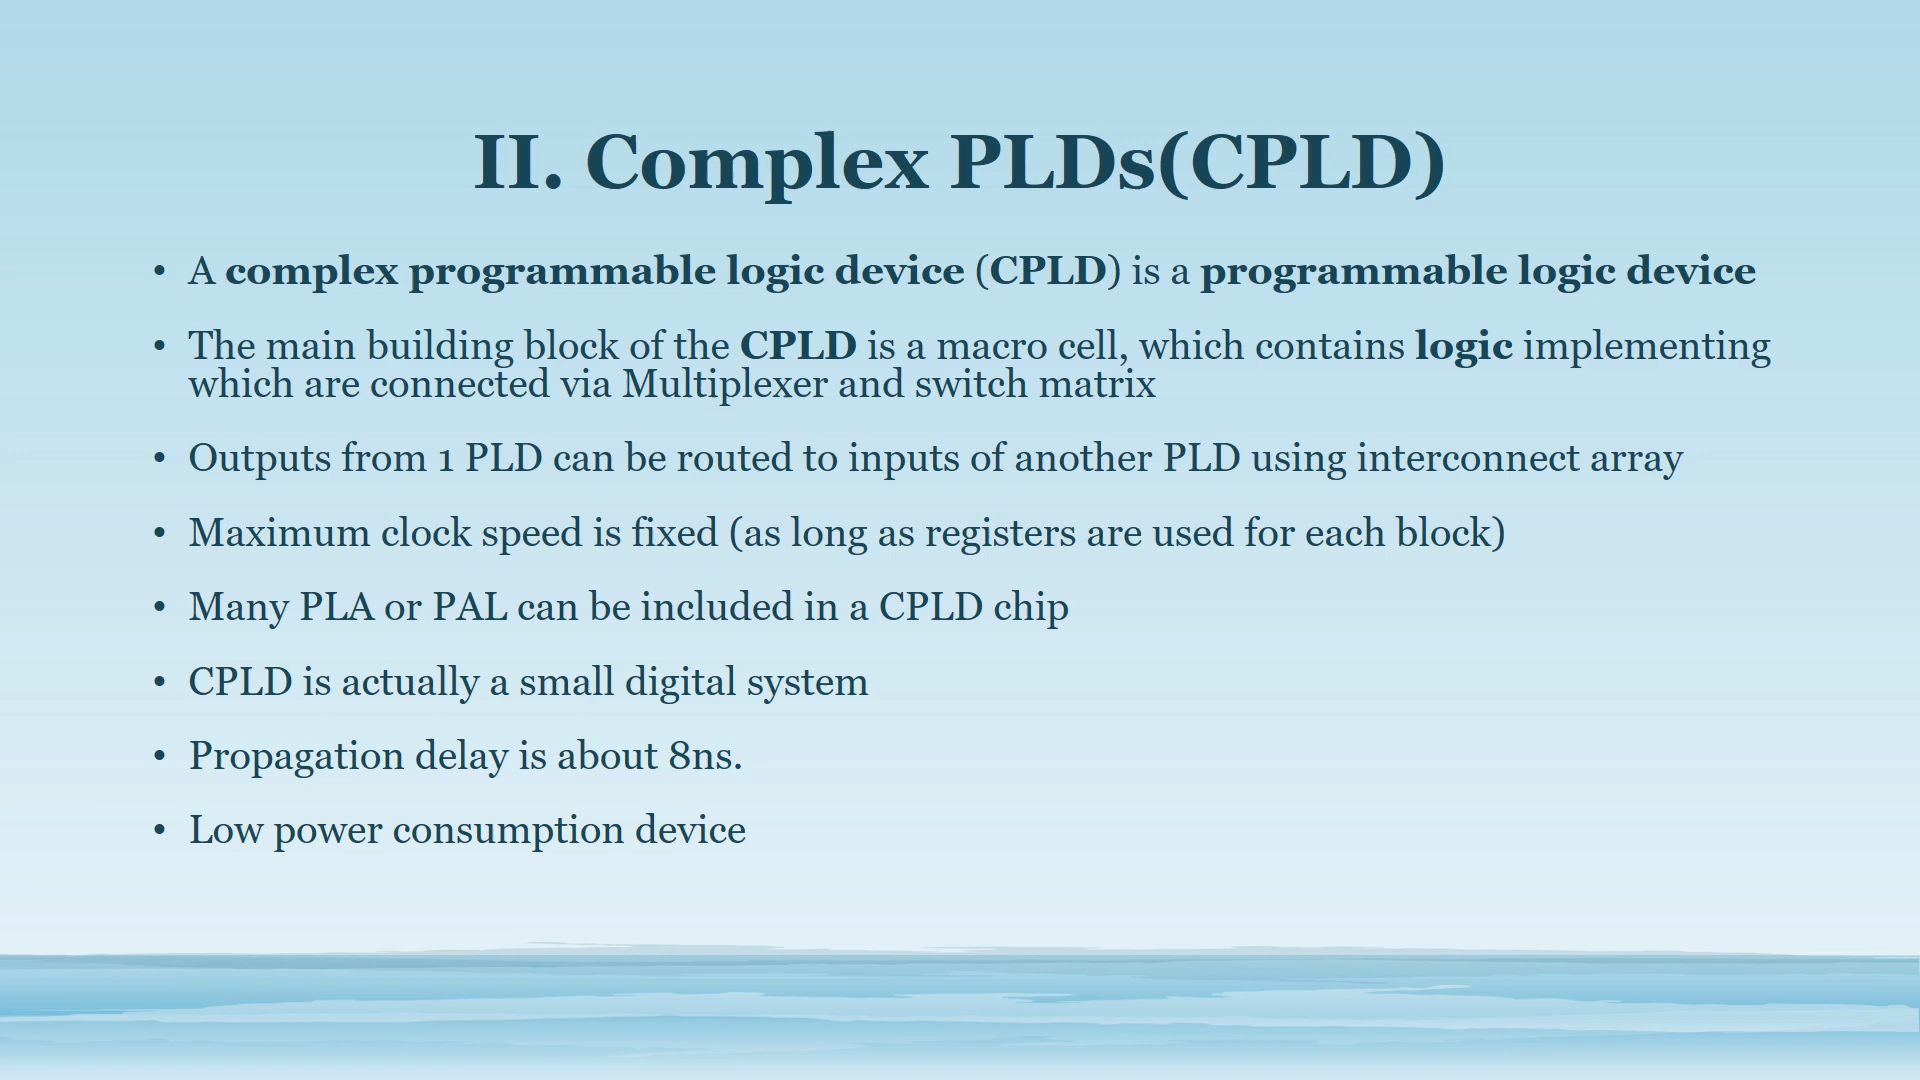 II. Complex PLDs(CPLD)
• A complex programmable logic device (CPLD) is a programmable logic device
• The main building block of the CPLD is a macro cell, which contains logic implementing
which are connected via Multiplexer and switch matrix
• Outputs from 1 PLD can be routed to inputs of another PLD using interconnect array
• Maximum clock speed is fixed (as long as registers are used for each block)
• Many PLA or PAL can be included in a CPLD chip
• CPLD is actually a small digital system
• Propagation delay is about 8ns.
• Low power consumption device